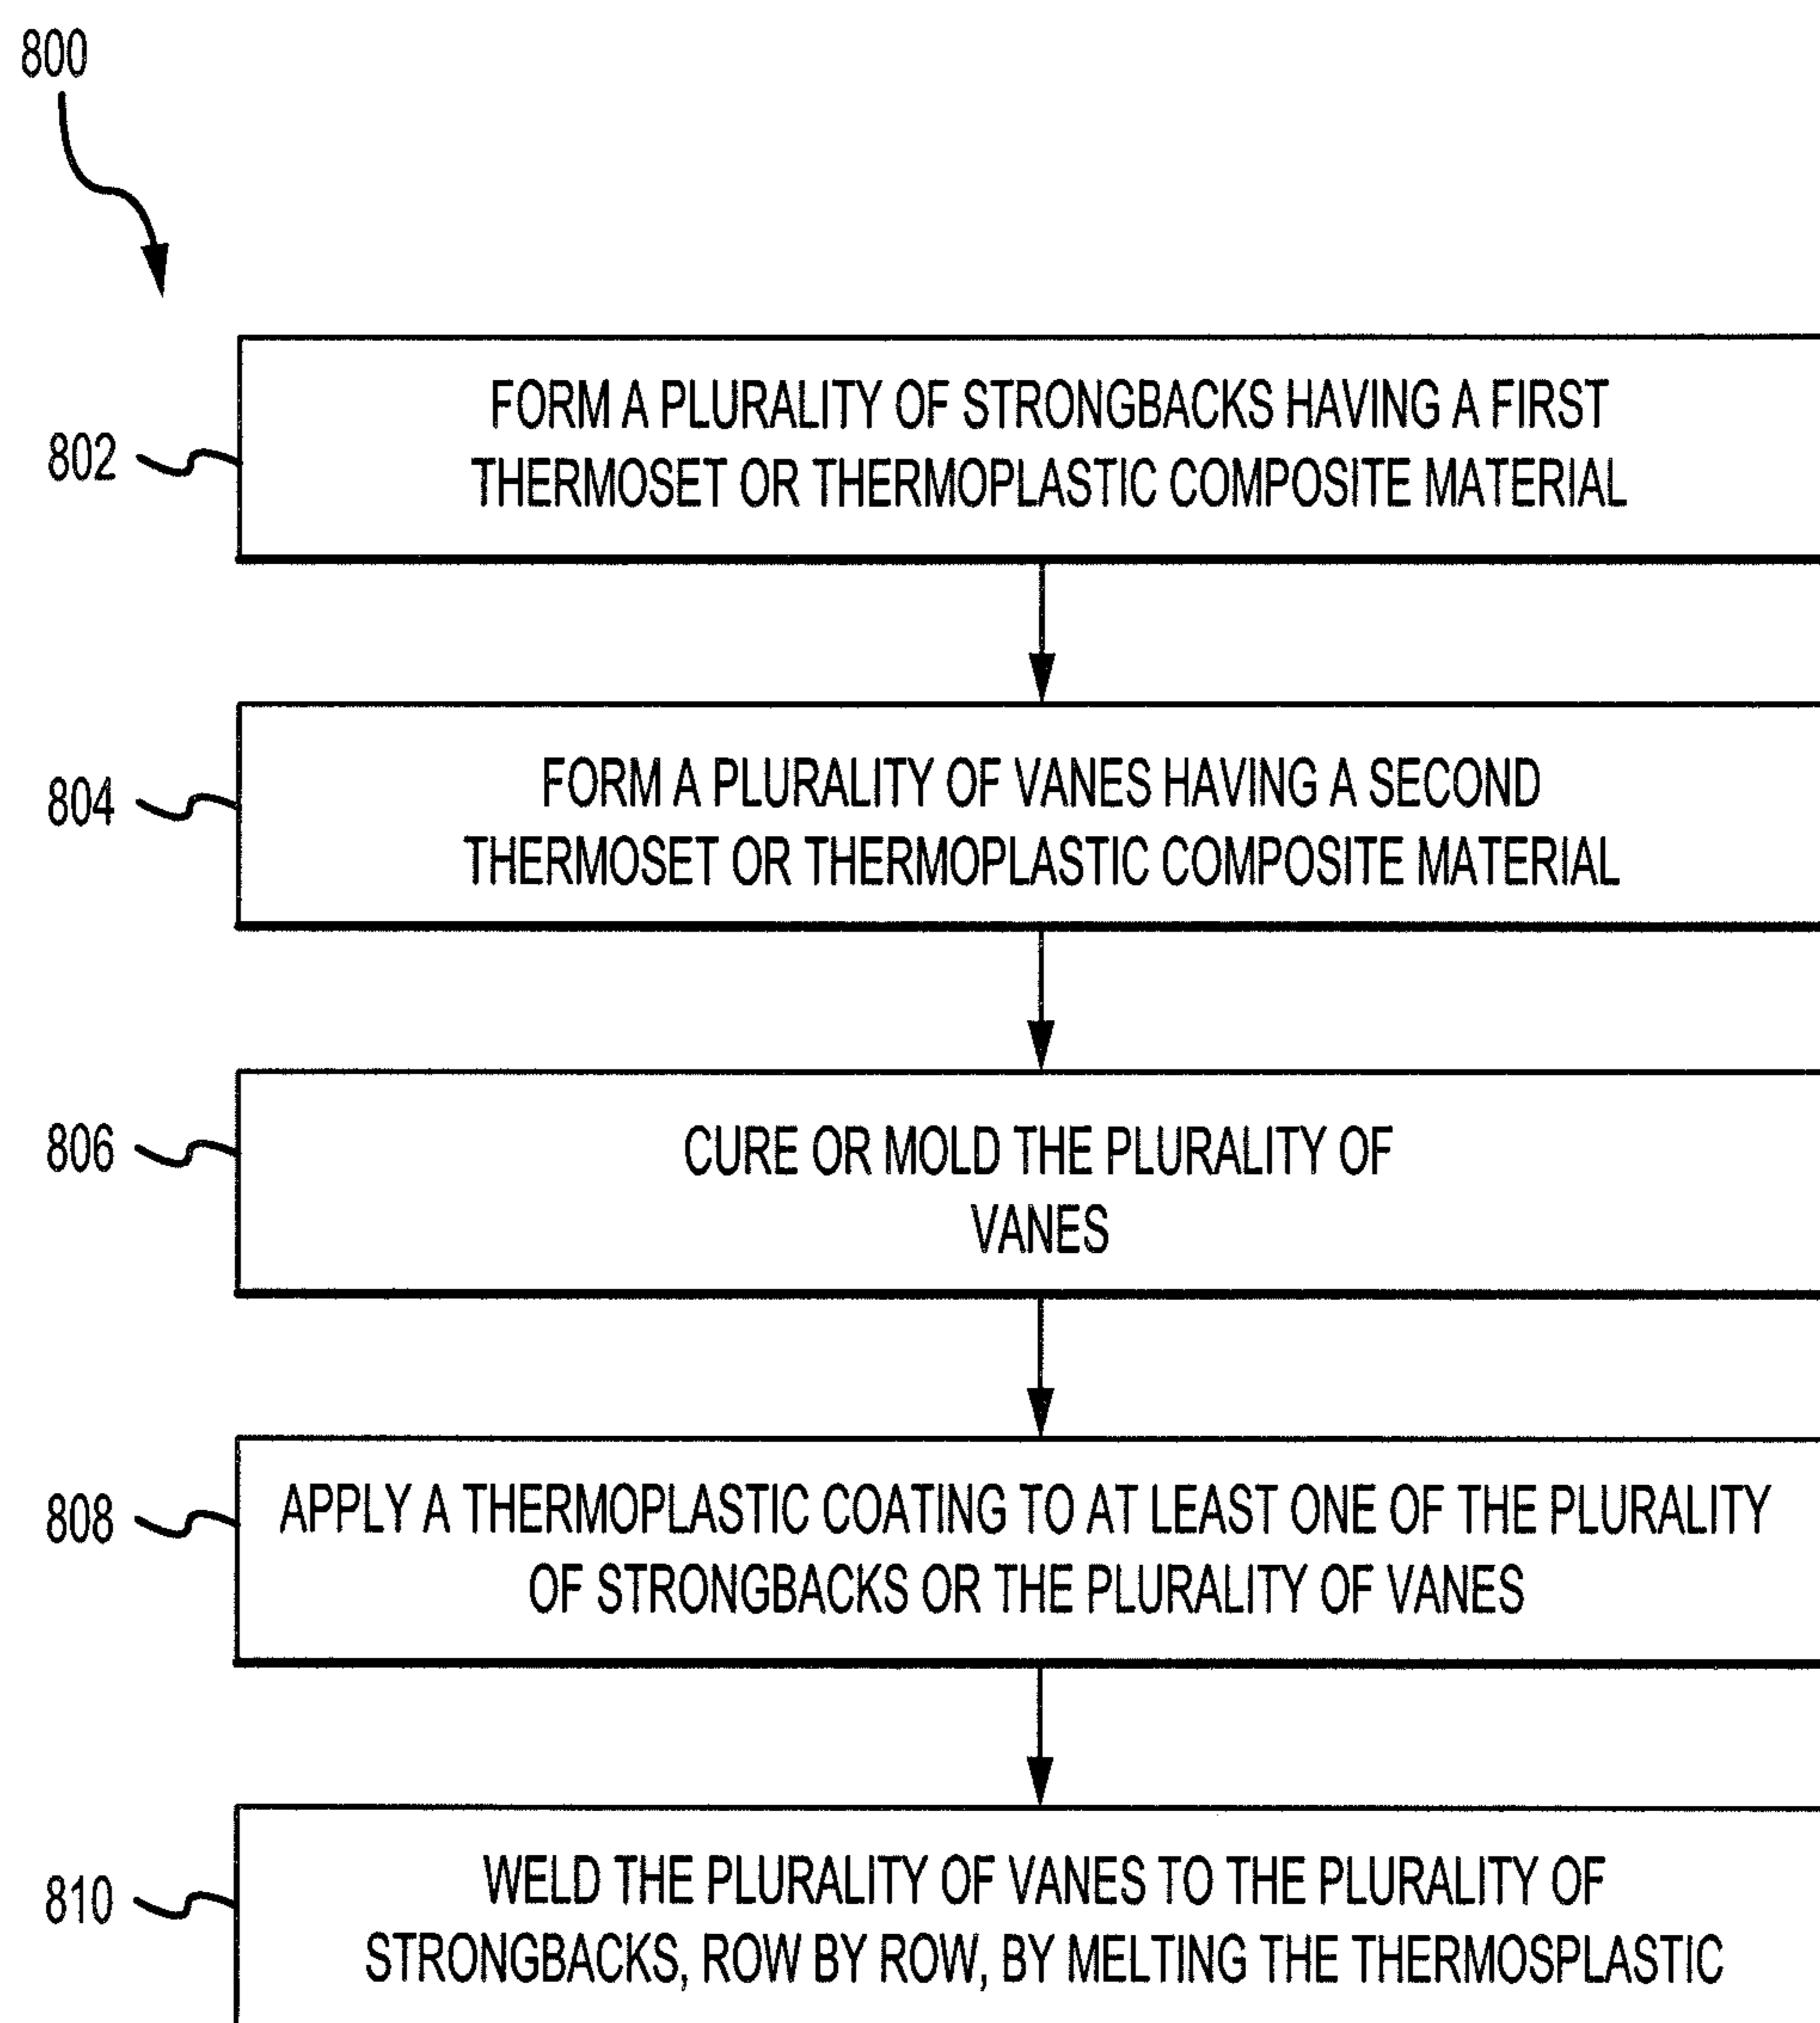 800
802
FORM A PLURALITY OF STRONGBACKS HAVING A FIRST
THERMOSET OR THERMOPLASTIC COMPOSITE MATERIAL
804
FORM A PLURALITY OF VANES HAVING A SECOND
THERMOSET OR THERMOPLASTIC COMPOSITE MATERIAL
806
CURE OR MOLD THE PLURALITY OF
VANES
808
APPLY A THERMOPLASTIC COATING TO AT LEAST ONE OF THE PLURALITY
OF STRONGBACKS OR THE PLURALITY OF VANES
810
WELD THE PLURALITY OF VANES TO THE PLURALITY OF
STRONGBACKS, ROW BY ROW, BY MELTING THE THERMOSPLASTIC